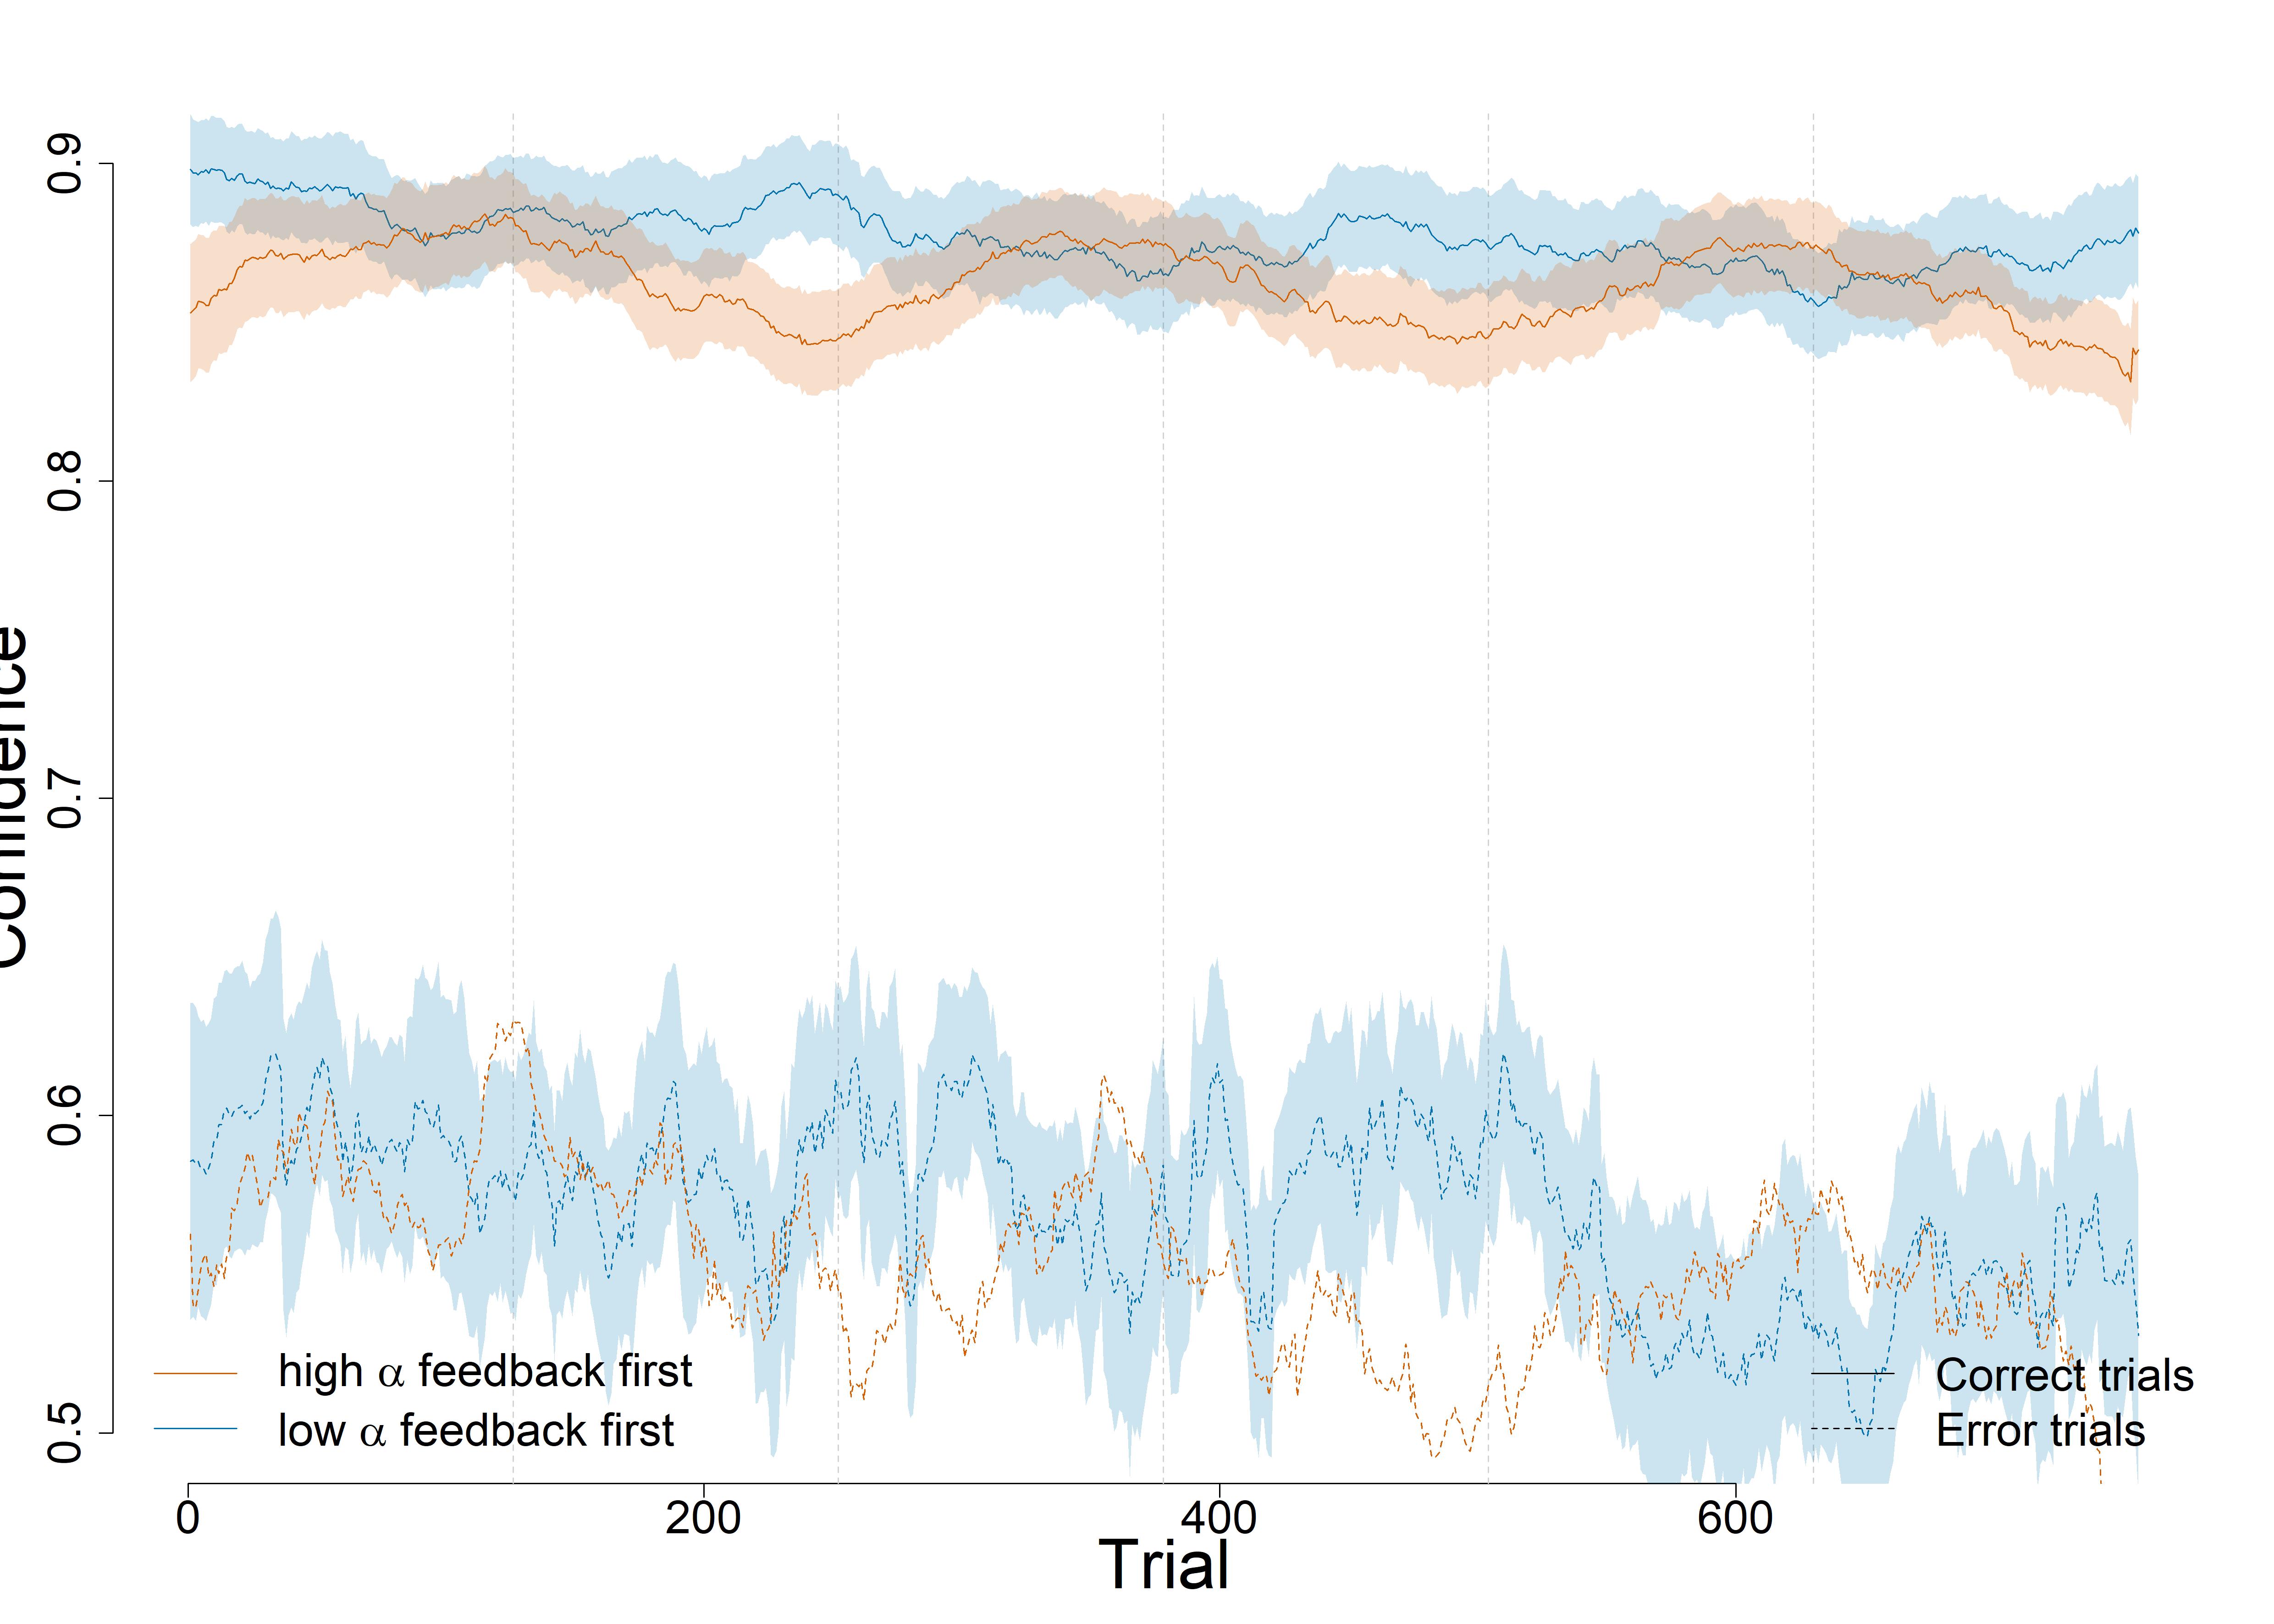 0.9
0.8
0.7
0.6
0.5
Confidence
high α feedback first
low α feedback first
Correct trials
Error trials
0 200 400 600
Trial